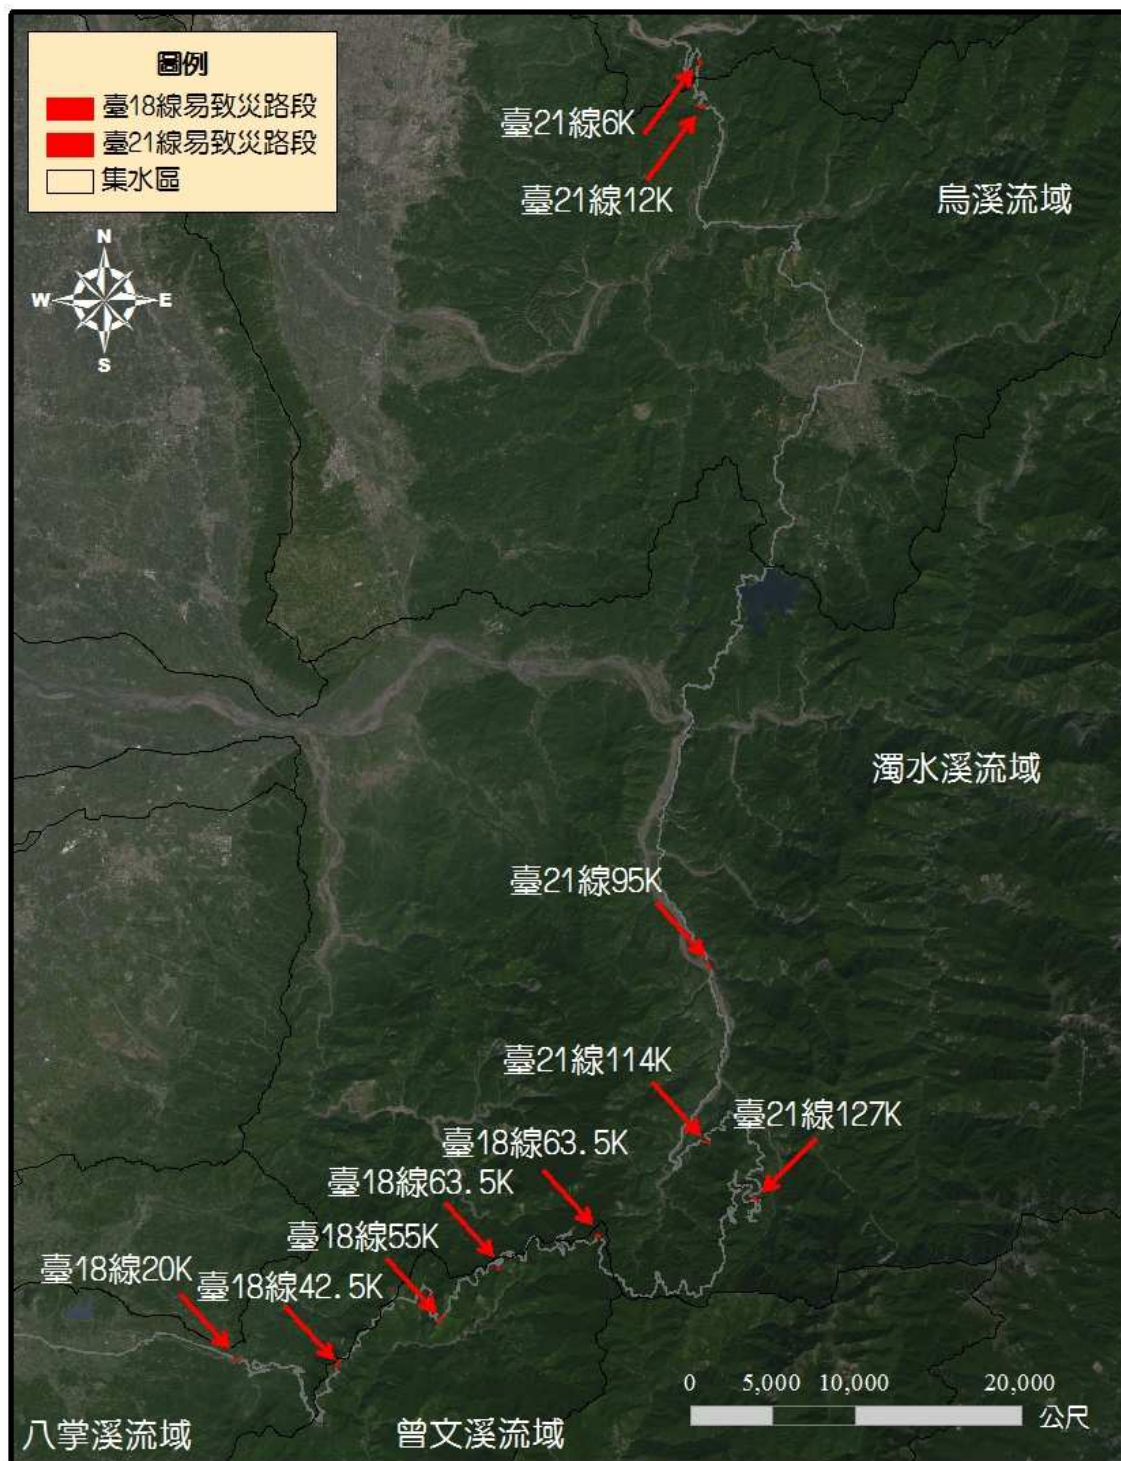 圖例
臺18線易致災路段
臺21線易致災路段
集水區
N
W
E
S
臺21線6K
臺21線12K
烏溪流域
濁水溪流域
臺21線95K
臺21線114K
臺21線127K
臺18線63.5K
臺18線63.5K
臺18線55K
臺18線20K
臺18線42.5K
0 5,000 10,000 20,000
公尺
八掌溪流域
曾文溪流域